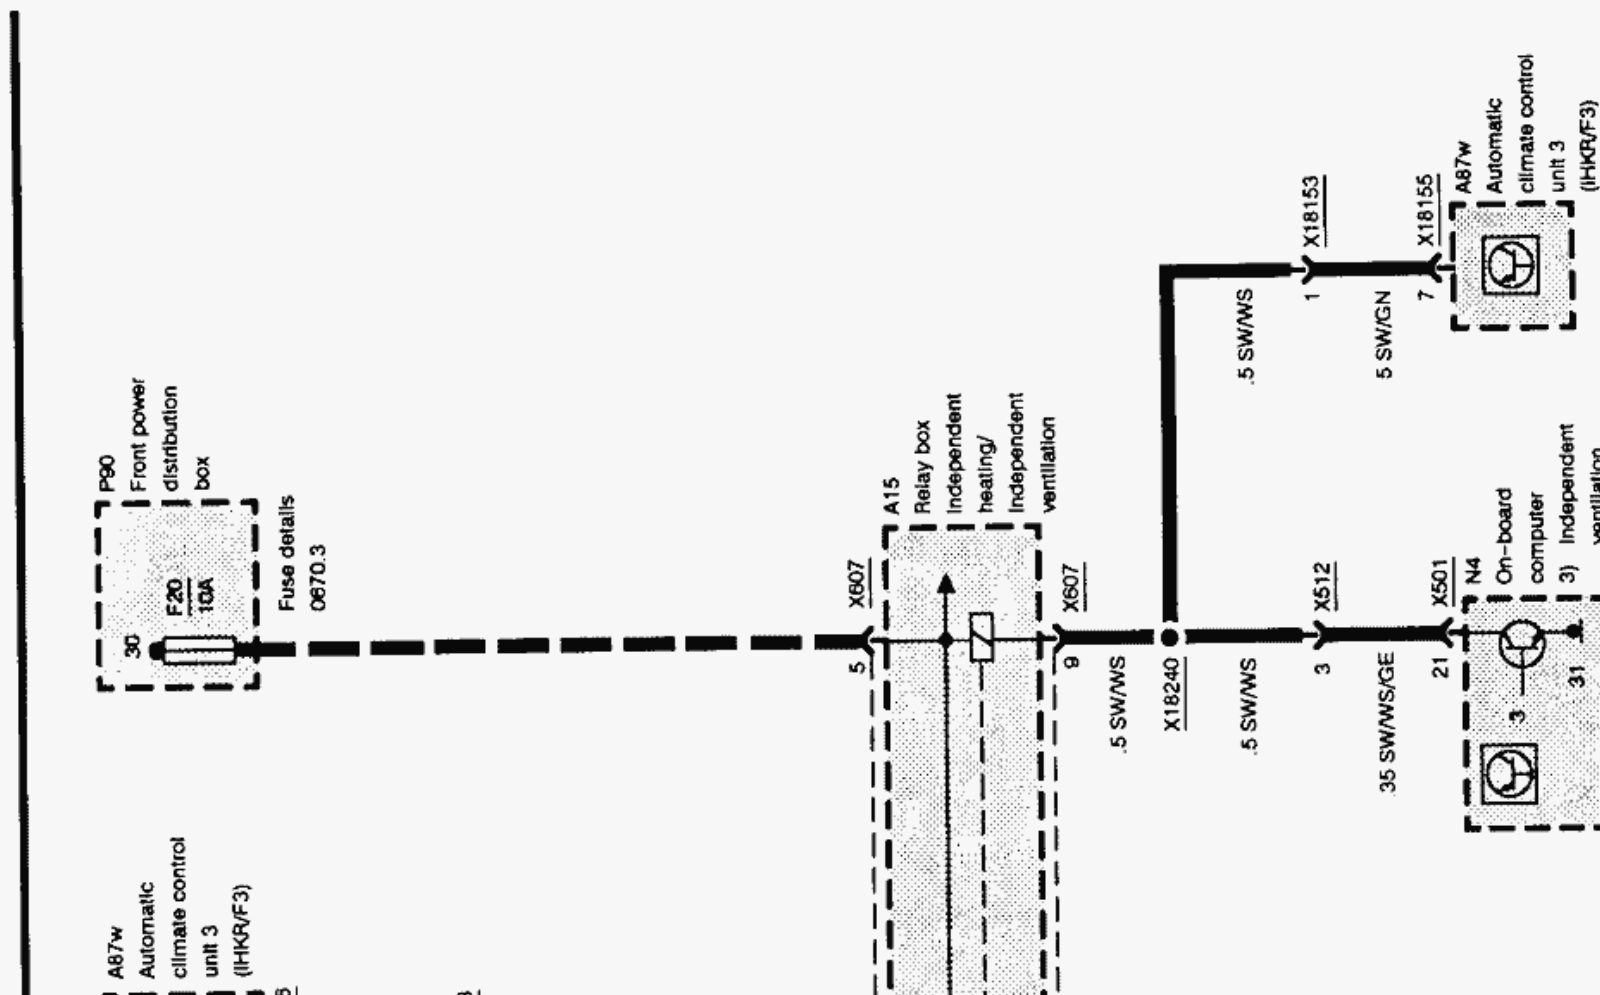 P90
Front power
distribution
box
30
F20
10A
Fuse details
0670.3
A87w
Automatic
climate control
unit 3
(IHKR/F3)
X607
5
A15
Relay box
Independent
heating/
Independent
ventilation
X607
9
.5 SW/WS
X18240
.5 SW/WS
.5 SW/WS
X18153
1
5 SW/GN
X18155
7
A87w
Automatic
climate control
unit 3
(IHKR/F3)
X512
3
.35 SW/WS/GE
X501
21
N4
On-board
computer
3) Independent
ventilation
3
31